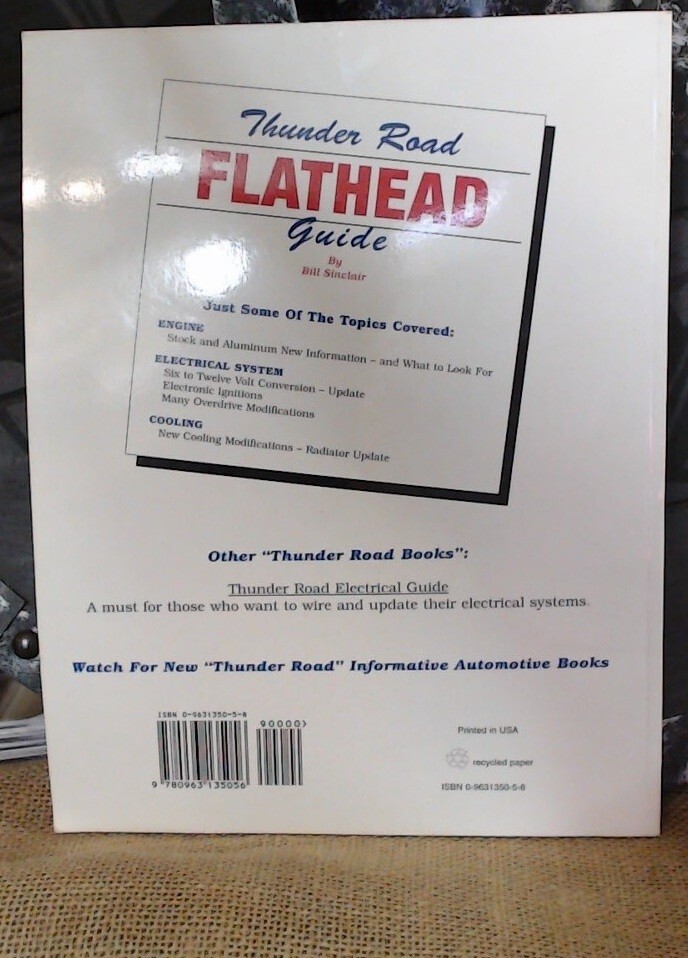 Thunder Road
FLATHEAD
Guide
By
Bill Sinclair
Just Some Of The Topics Covered:
ENGINE
Stock and Aluminum New Information – and What to Look For
ELECTRICAL SYSTEM
Six to Twelve Volt Conversion – Update
Electronic Ignitions
Many Overdrive Modifications
COOLING
New Cooling Modifications – Radiator Update
Other "Thunder Road Books":
Thunder Road Electrical Guide
A must for those who want to wire and update their electrical systems.
Watch For New "Thunder Road" Informative Automotive Books
ISBN 0-9631350-5-8
90000>
9 780963 135056
Printed in USA
recycled paper
ISBN 0-9631350-5-8